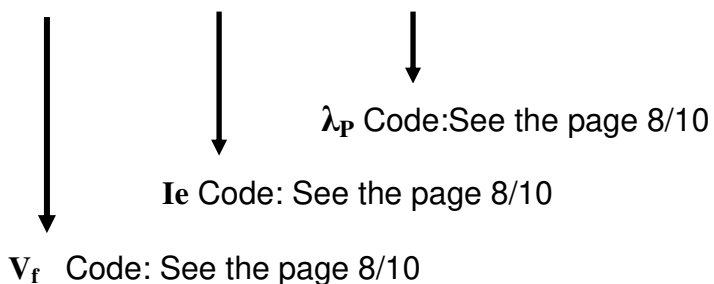 λP Code:See the page 8/10
Ie Code: See the page 8/10
Vf Code: See the page 8/10